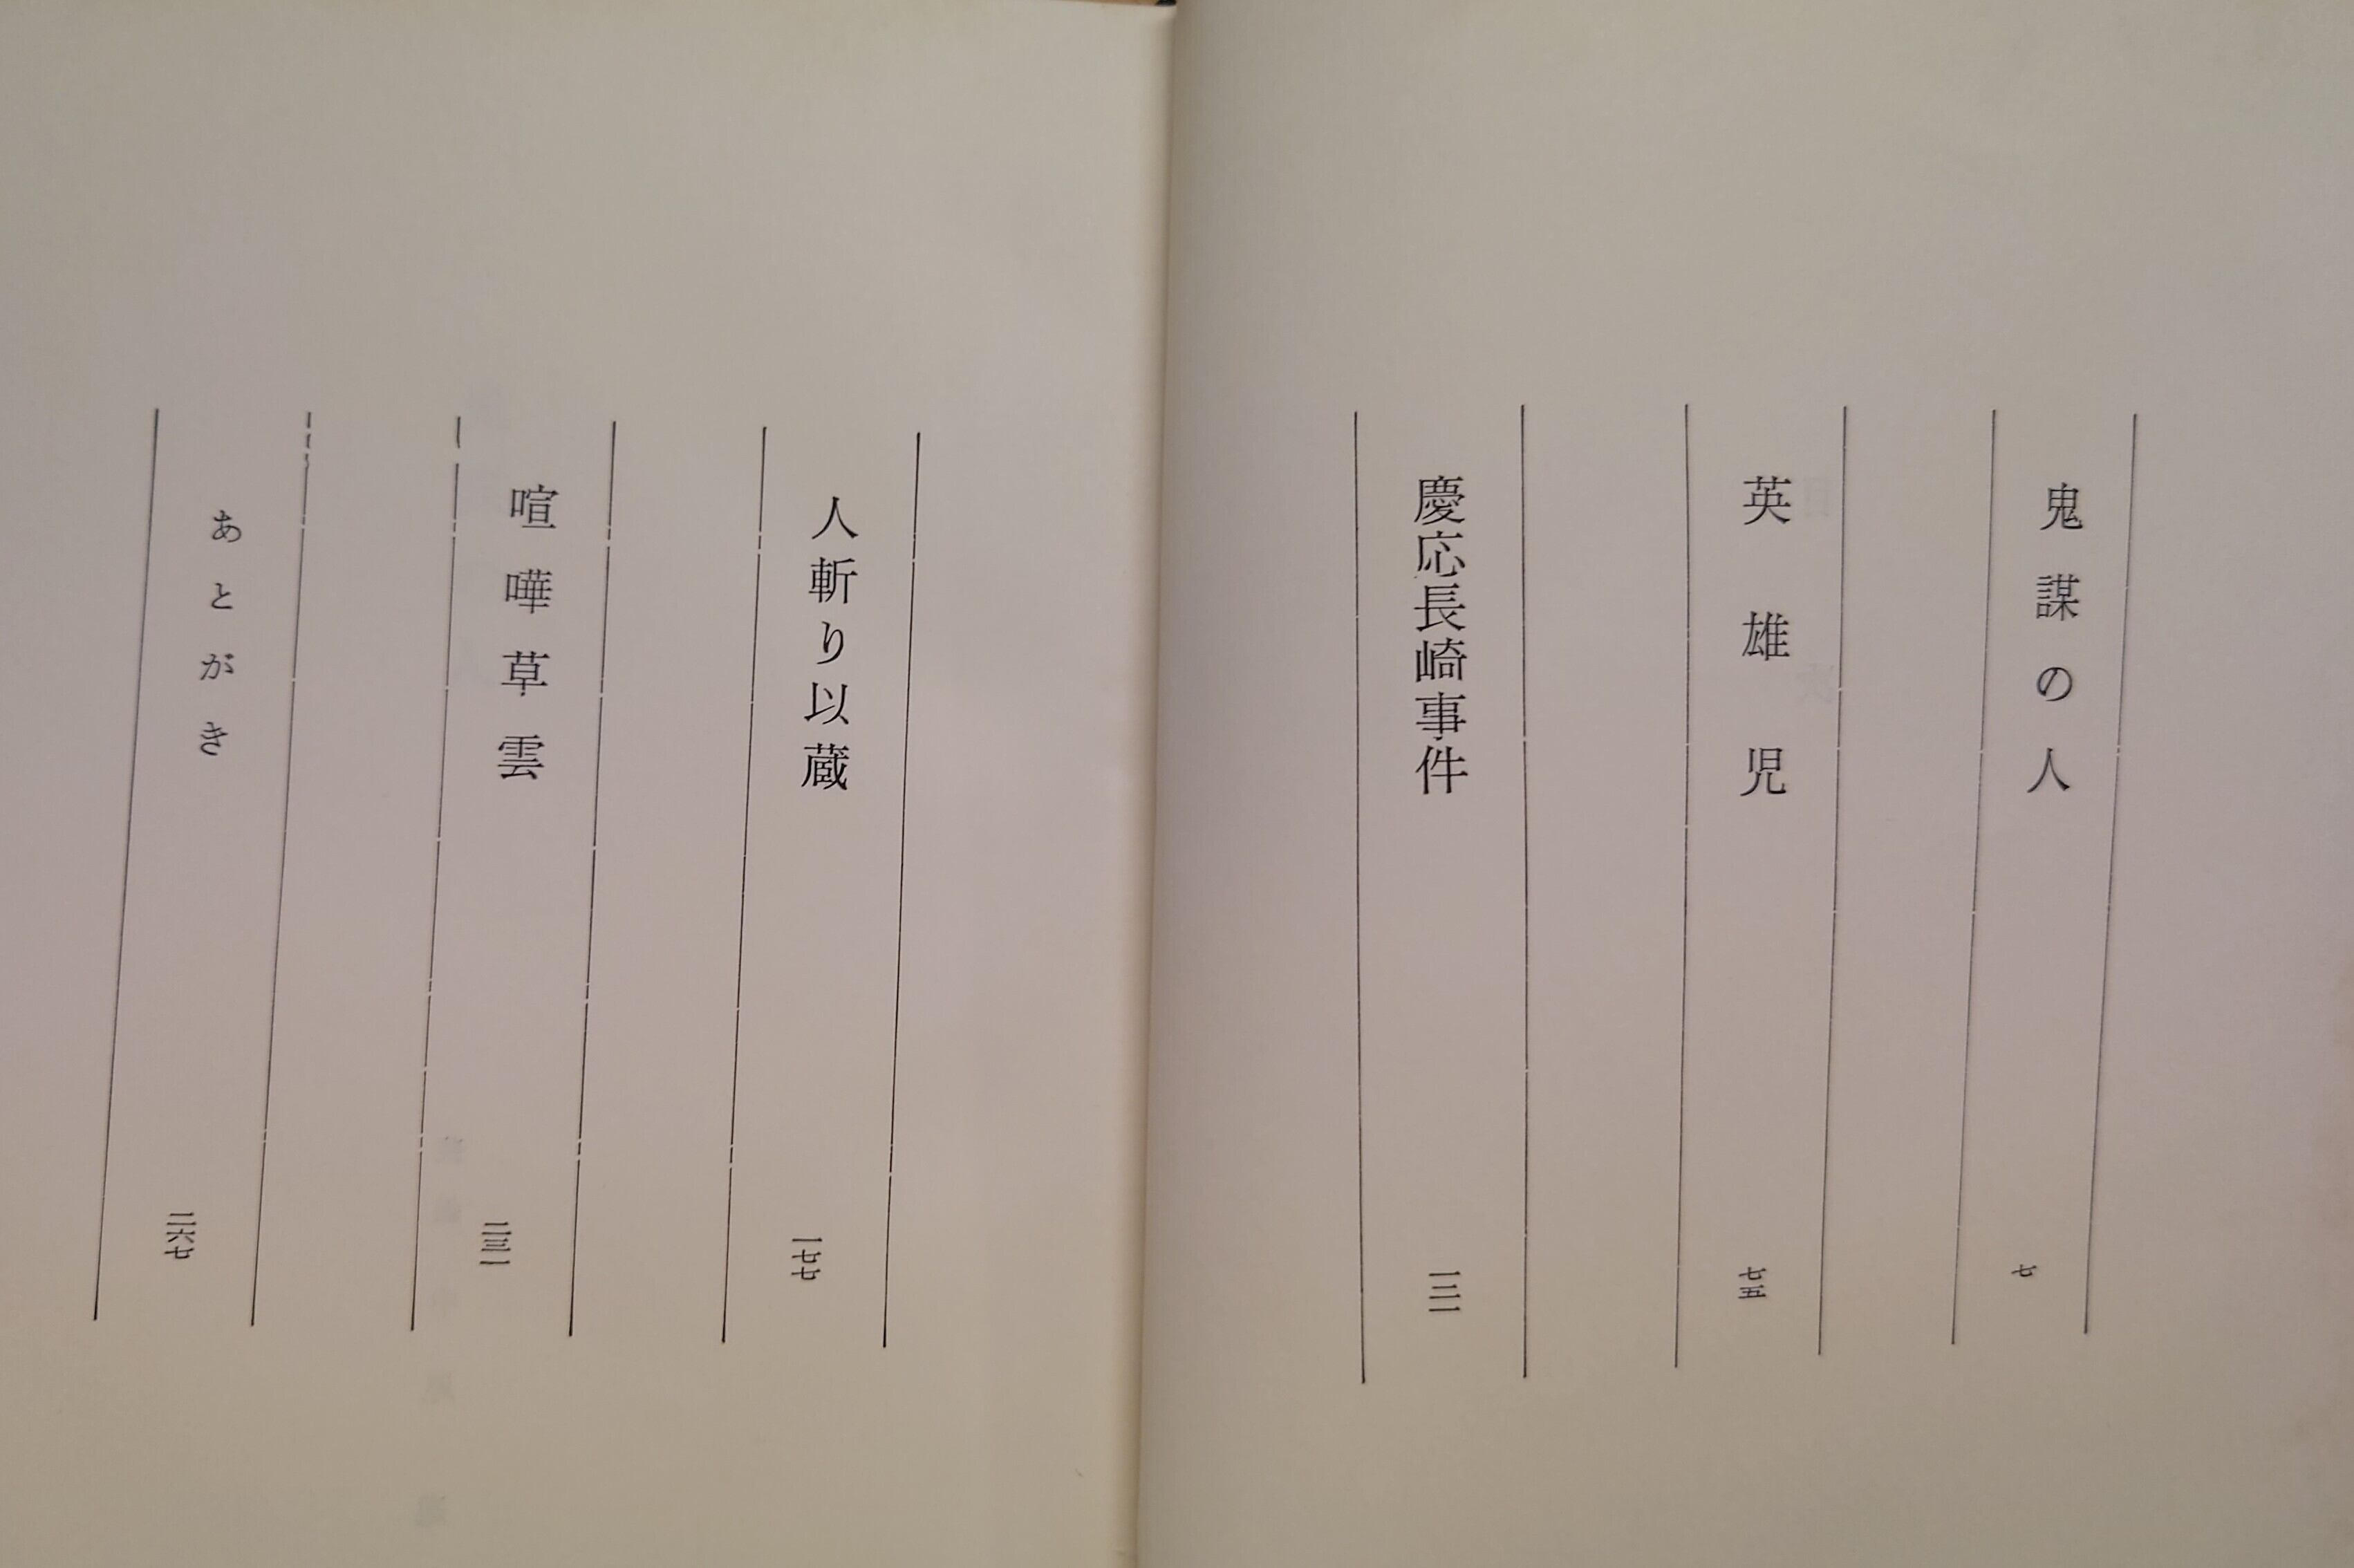 鬼謀の人 七
英雄児 七五
慶応長崎事件 一二一
人斬り以蔵 一七七
喧嘩草雲 二三一
あとがき 二六七